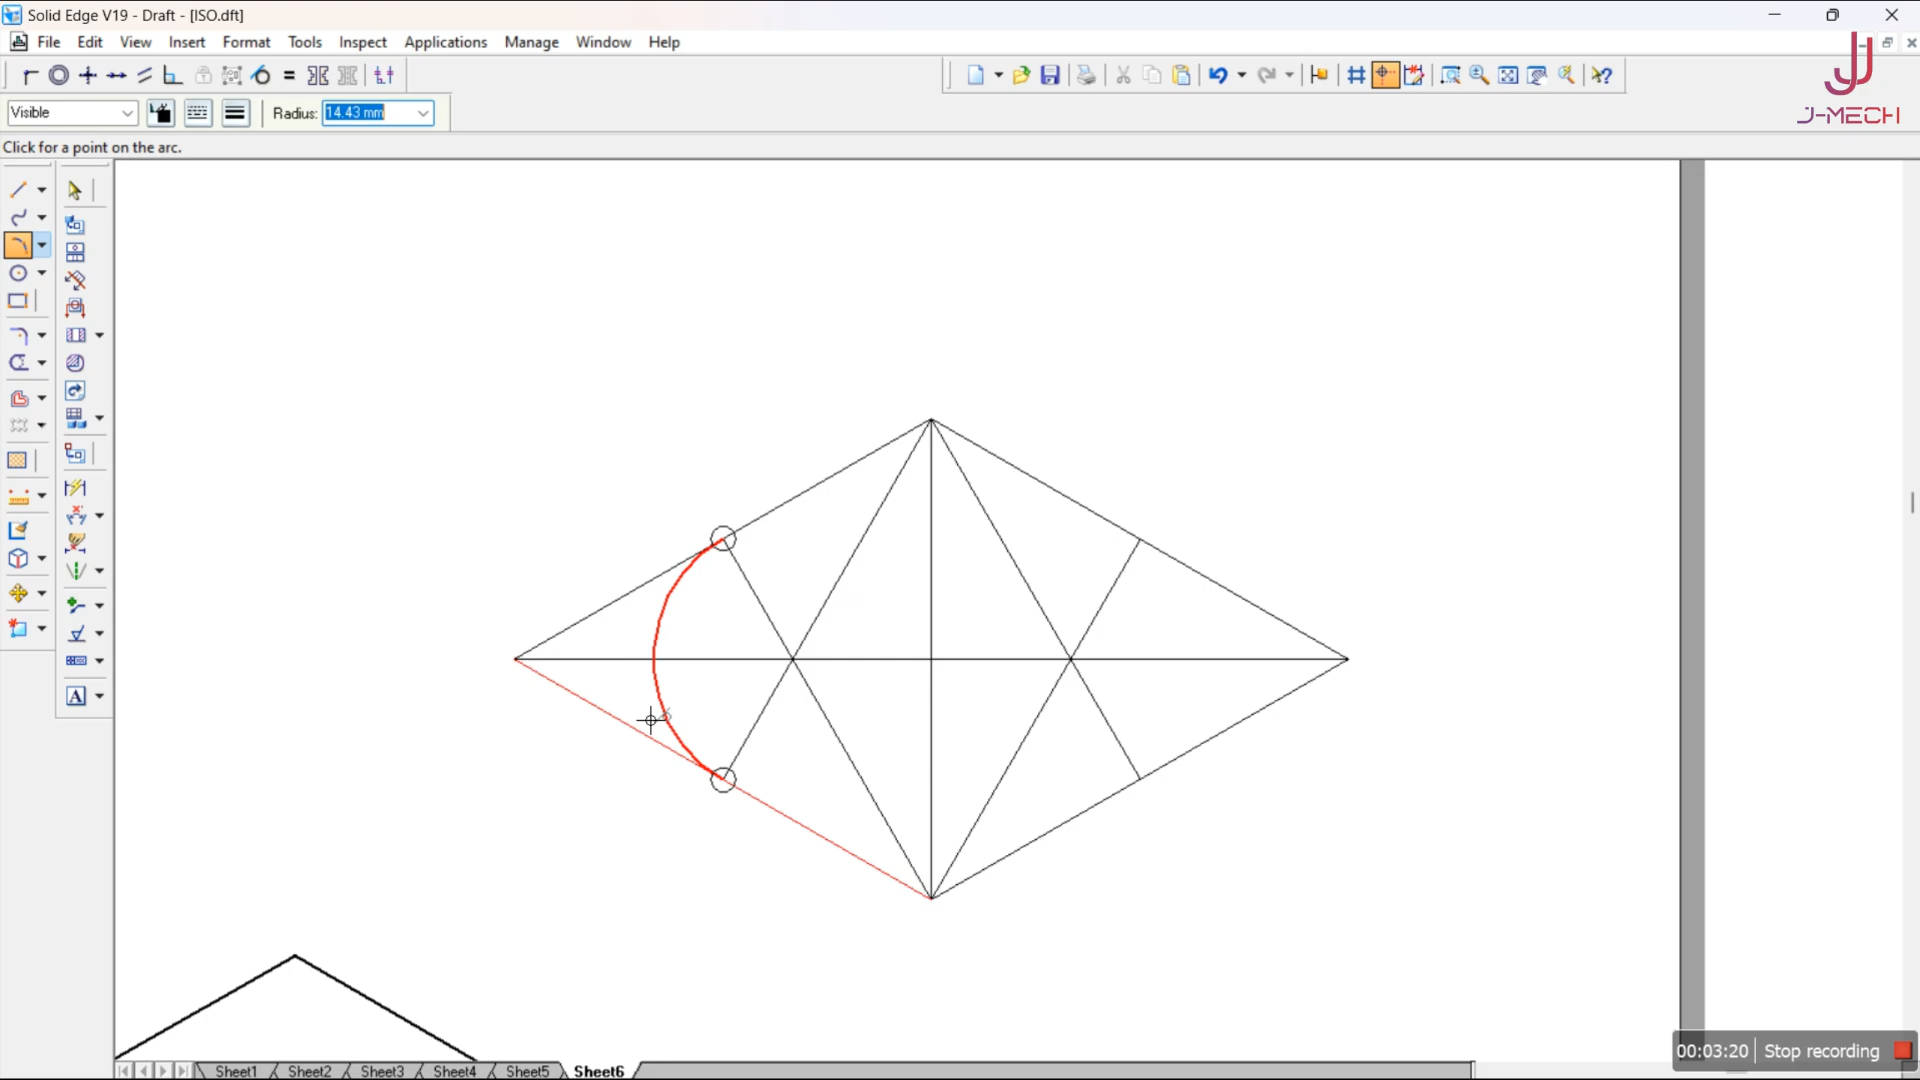 Solid Edge V19 - Draft - [ISO.dft]
File Edit View Insert Format Tools Inspect Applications Manage Window Help
Visible Radius: 14.43 mm
J-MECH
Click for a point on the arc.
A
00:03:20 Stop recording
Sheet1 Sheet2 Sheet3 Sheet4 Sheet5 Sheet6